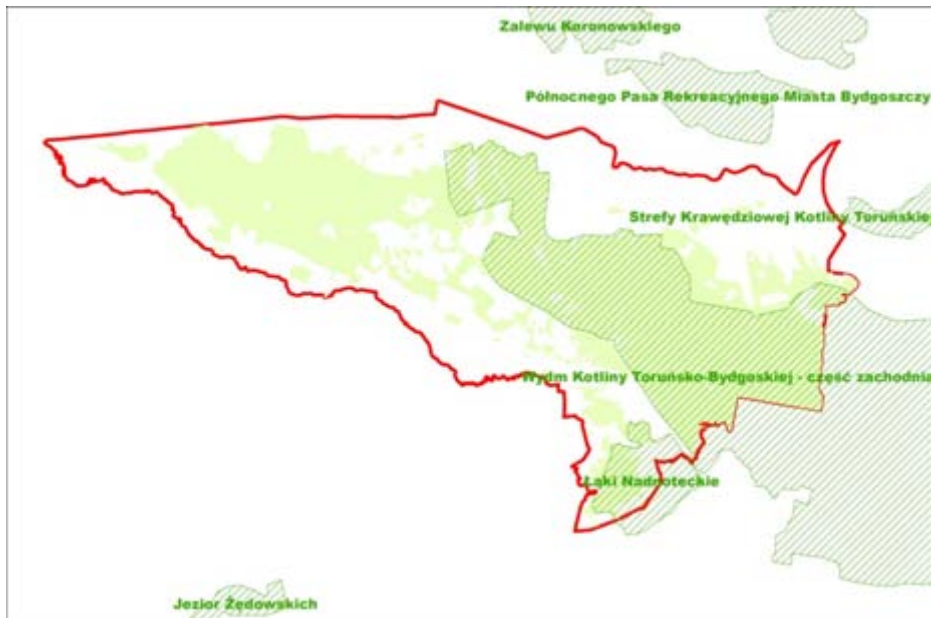 Zalewu Koronowskiego
Północnego Pasa Rekreacyjnego Miasta Bydgoszczy
Strefy Krawędziowej Kotliny Toruńskiej
Wydm Kotliny Toruńsko-Bydgoskiej - część zachodnia
Łąki Nadnoteckie
Jezior Żędowskich